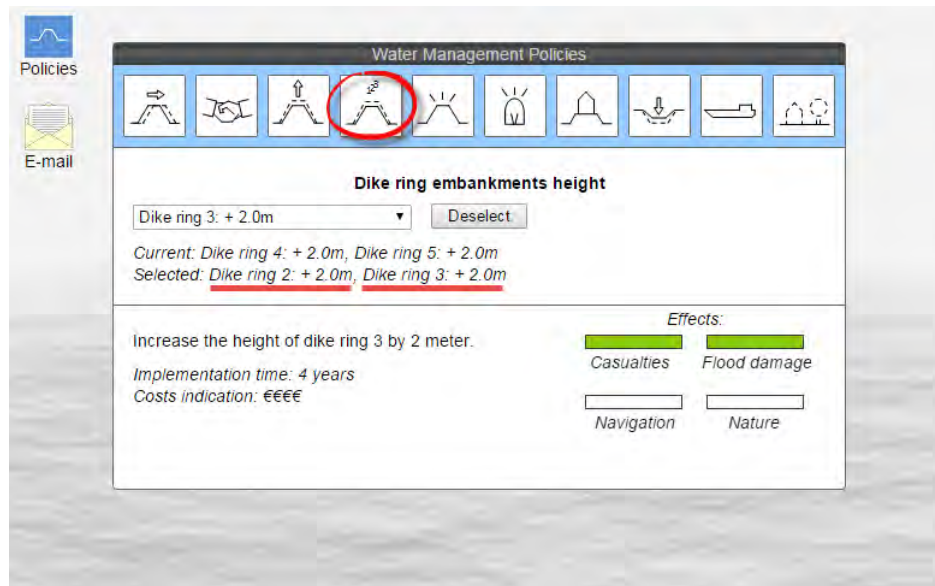 Policies
E-mail
Water Management Policies
Dike ring embankments height
Dike ring 3: + 2.0m
Deselect
Current: Dike ring 4: + 2.0m, Dike ring 5: + 2.0m
Selected: Dike ring 2: + 2.0m, Dike ring 3: + 2.0m
Increase the height of dike ring 3 by 2 meter.
Implementation time: 4 years
Costs indication: €€€€
Effects:
Casualties Flood damage
Navigation Nature